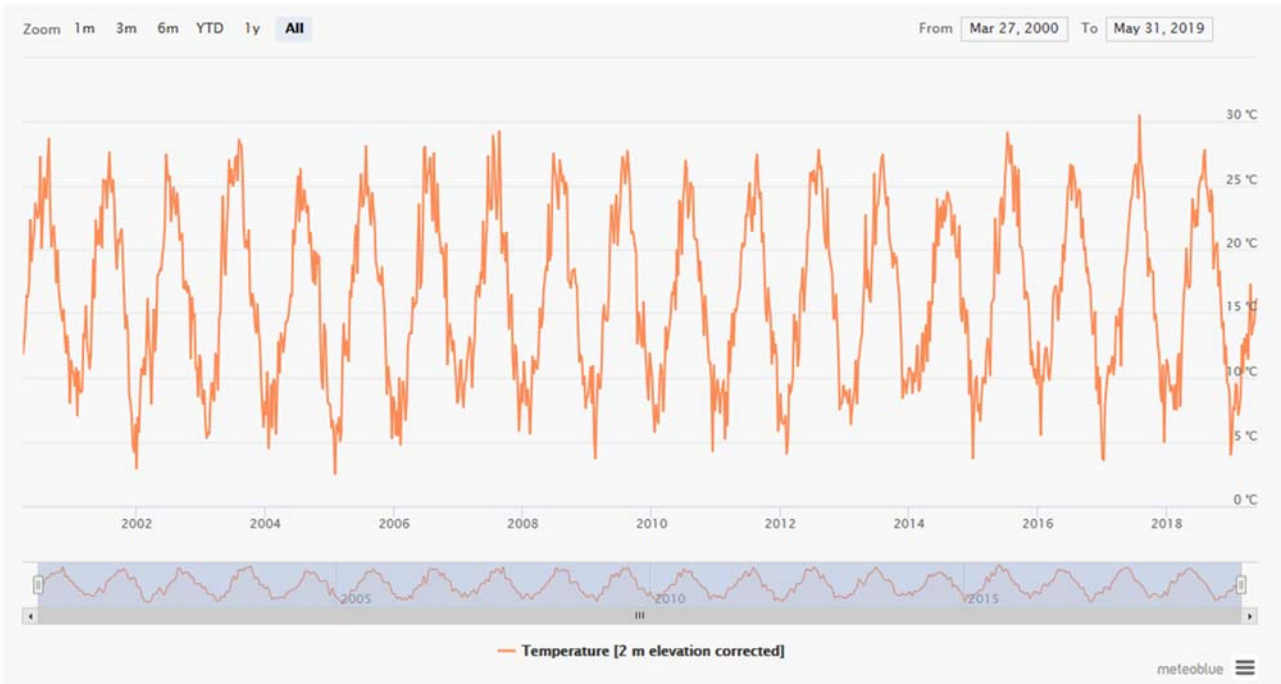 Zoom 1m 3m 6m YTD 1y All From Mar 27, 2000 To May 31, 2019
30 °C
25 °C
20 °C
15 °C
10 °C
5 °C
0 °C
2002 2004 2006 2008 2010 2012 2014 2016 2018
2005 2010 2015
Temperature [2 m elevation corrected]
meteoblue